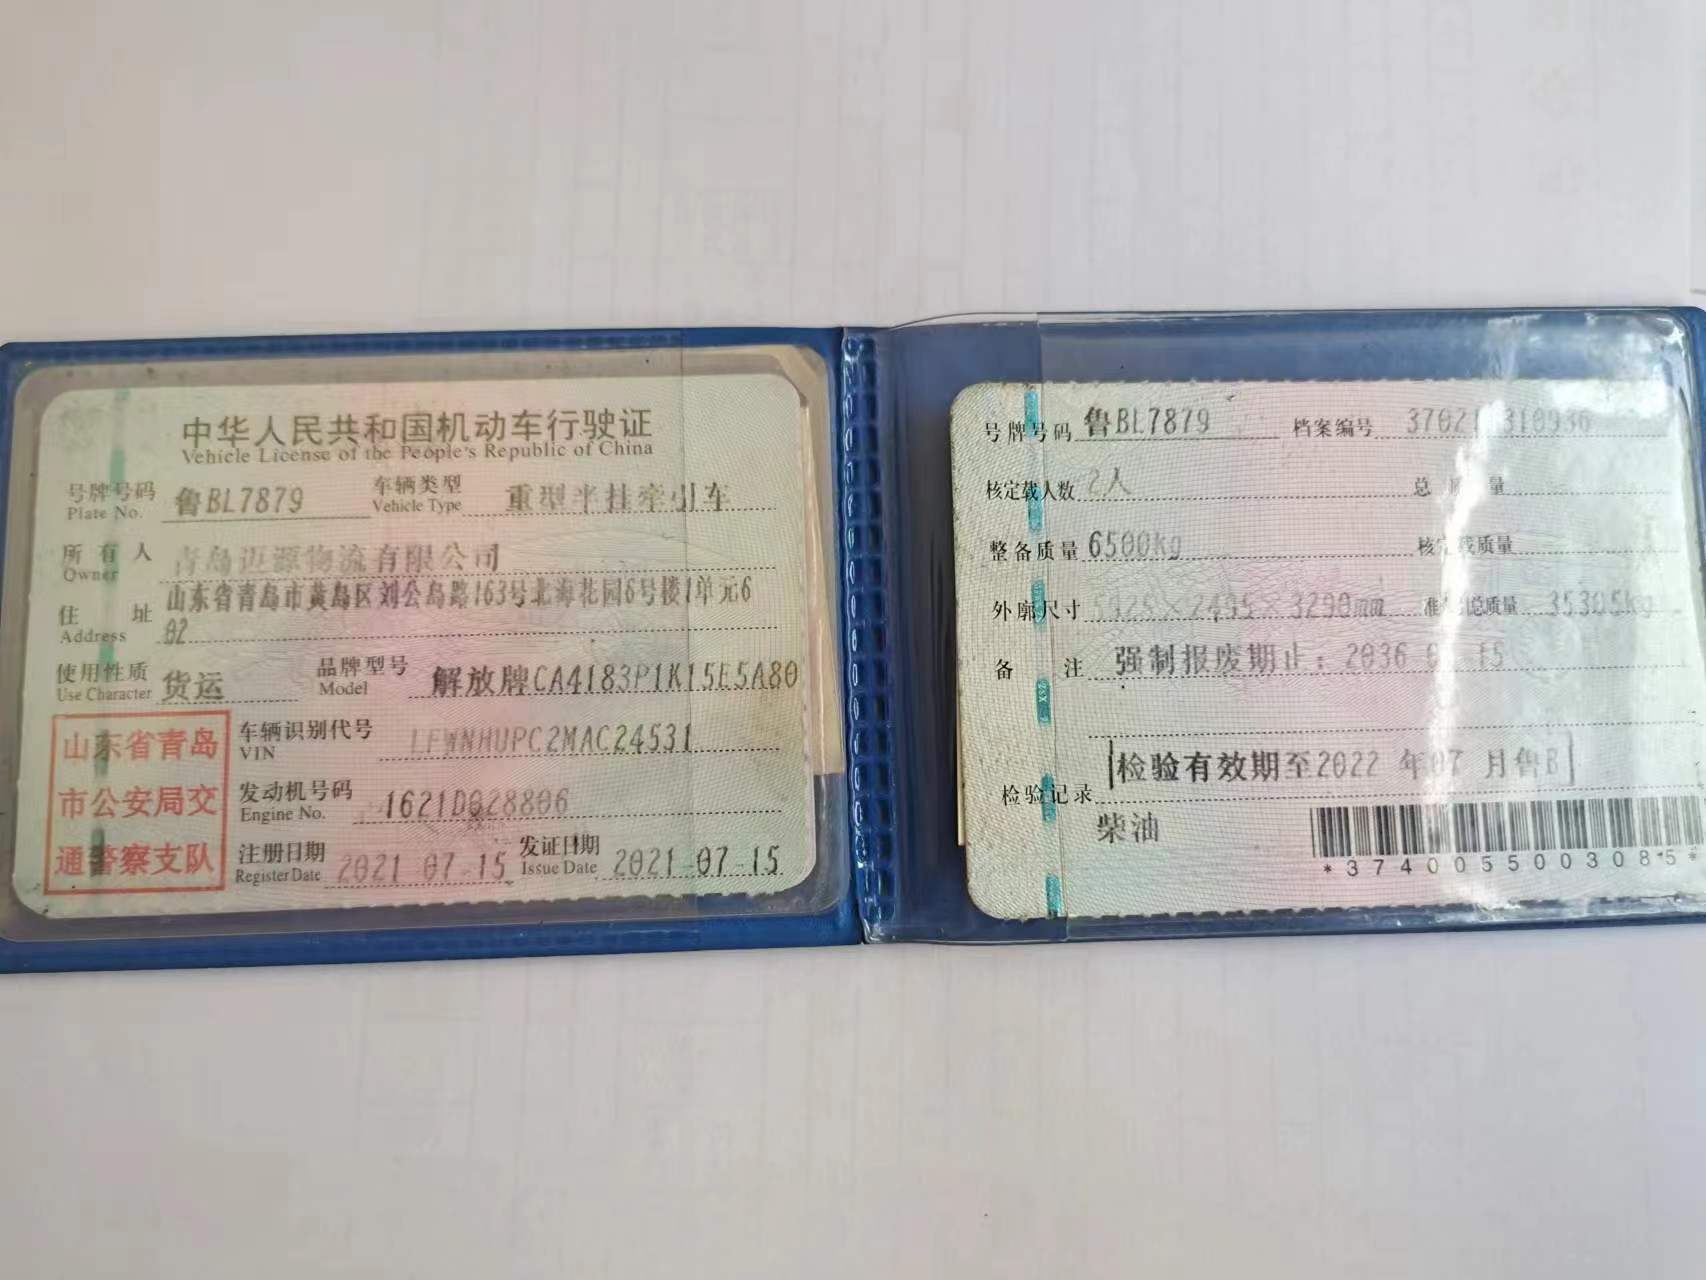 中华人民共和国机动车行驶证
Vehicle License of the People's Republic of China
号牌号码 鲁BL7879 车辆类型 重型半挂牵引车
Plate No. Vehicle Type
所有人 青岛迈源物流有限公司
Owner
住址 山东省青岛市黄岛区刘公岛路163号北海花园6号楼1单元6
Address 02
使用性质 货运 品牌型号 解放牌CA4183P1K15E5A80
Use Character Model
山东省青岛
市公安局交
通警察支队
车辆识别代号 LFWNHUPC2MAC24531
VIN
发动机号码 1621D028806
Engine No.
注册日期 2021-07-15 发证日期 2021-07-15
Register Date Issue Date
号牌号码 鲁BL7879 档案编号
核定载人数 2人 总质量
整备质量 6500kg 核定载质量
外廓尺寸 准牵引总质量 35305kg
备注 强制报废期止:2036
检验有效期至2022年07月鲁B
检验记录
柴油
*3740055003085*